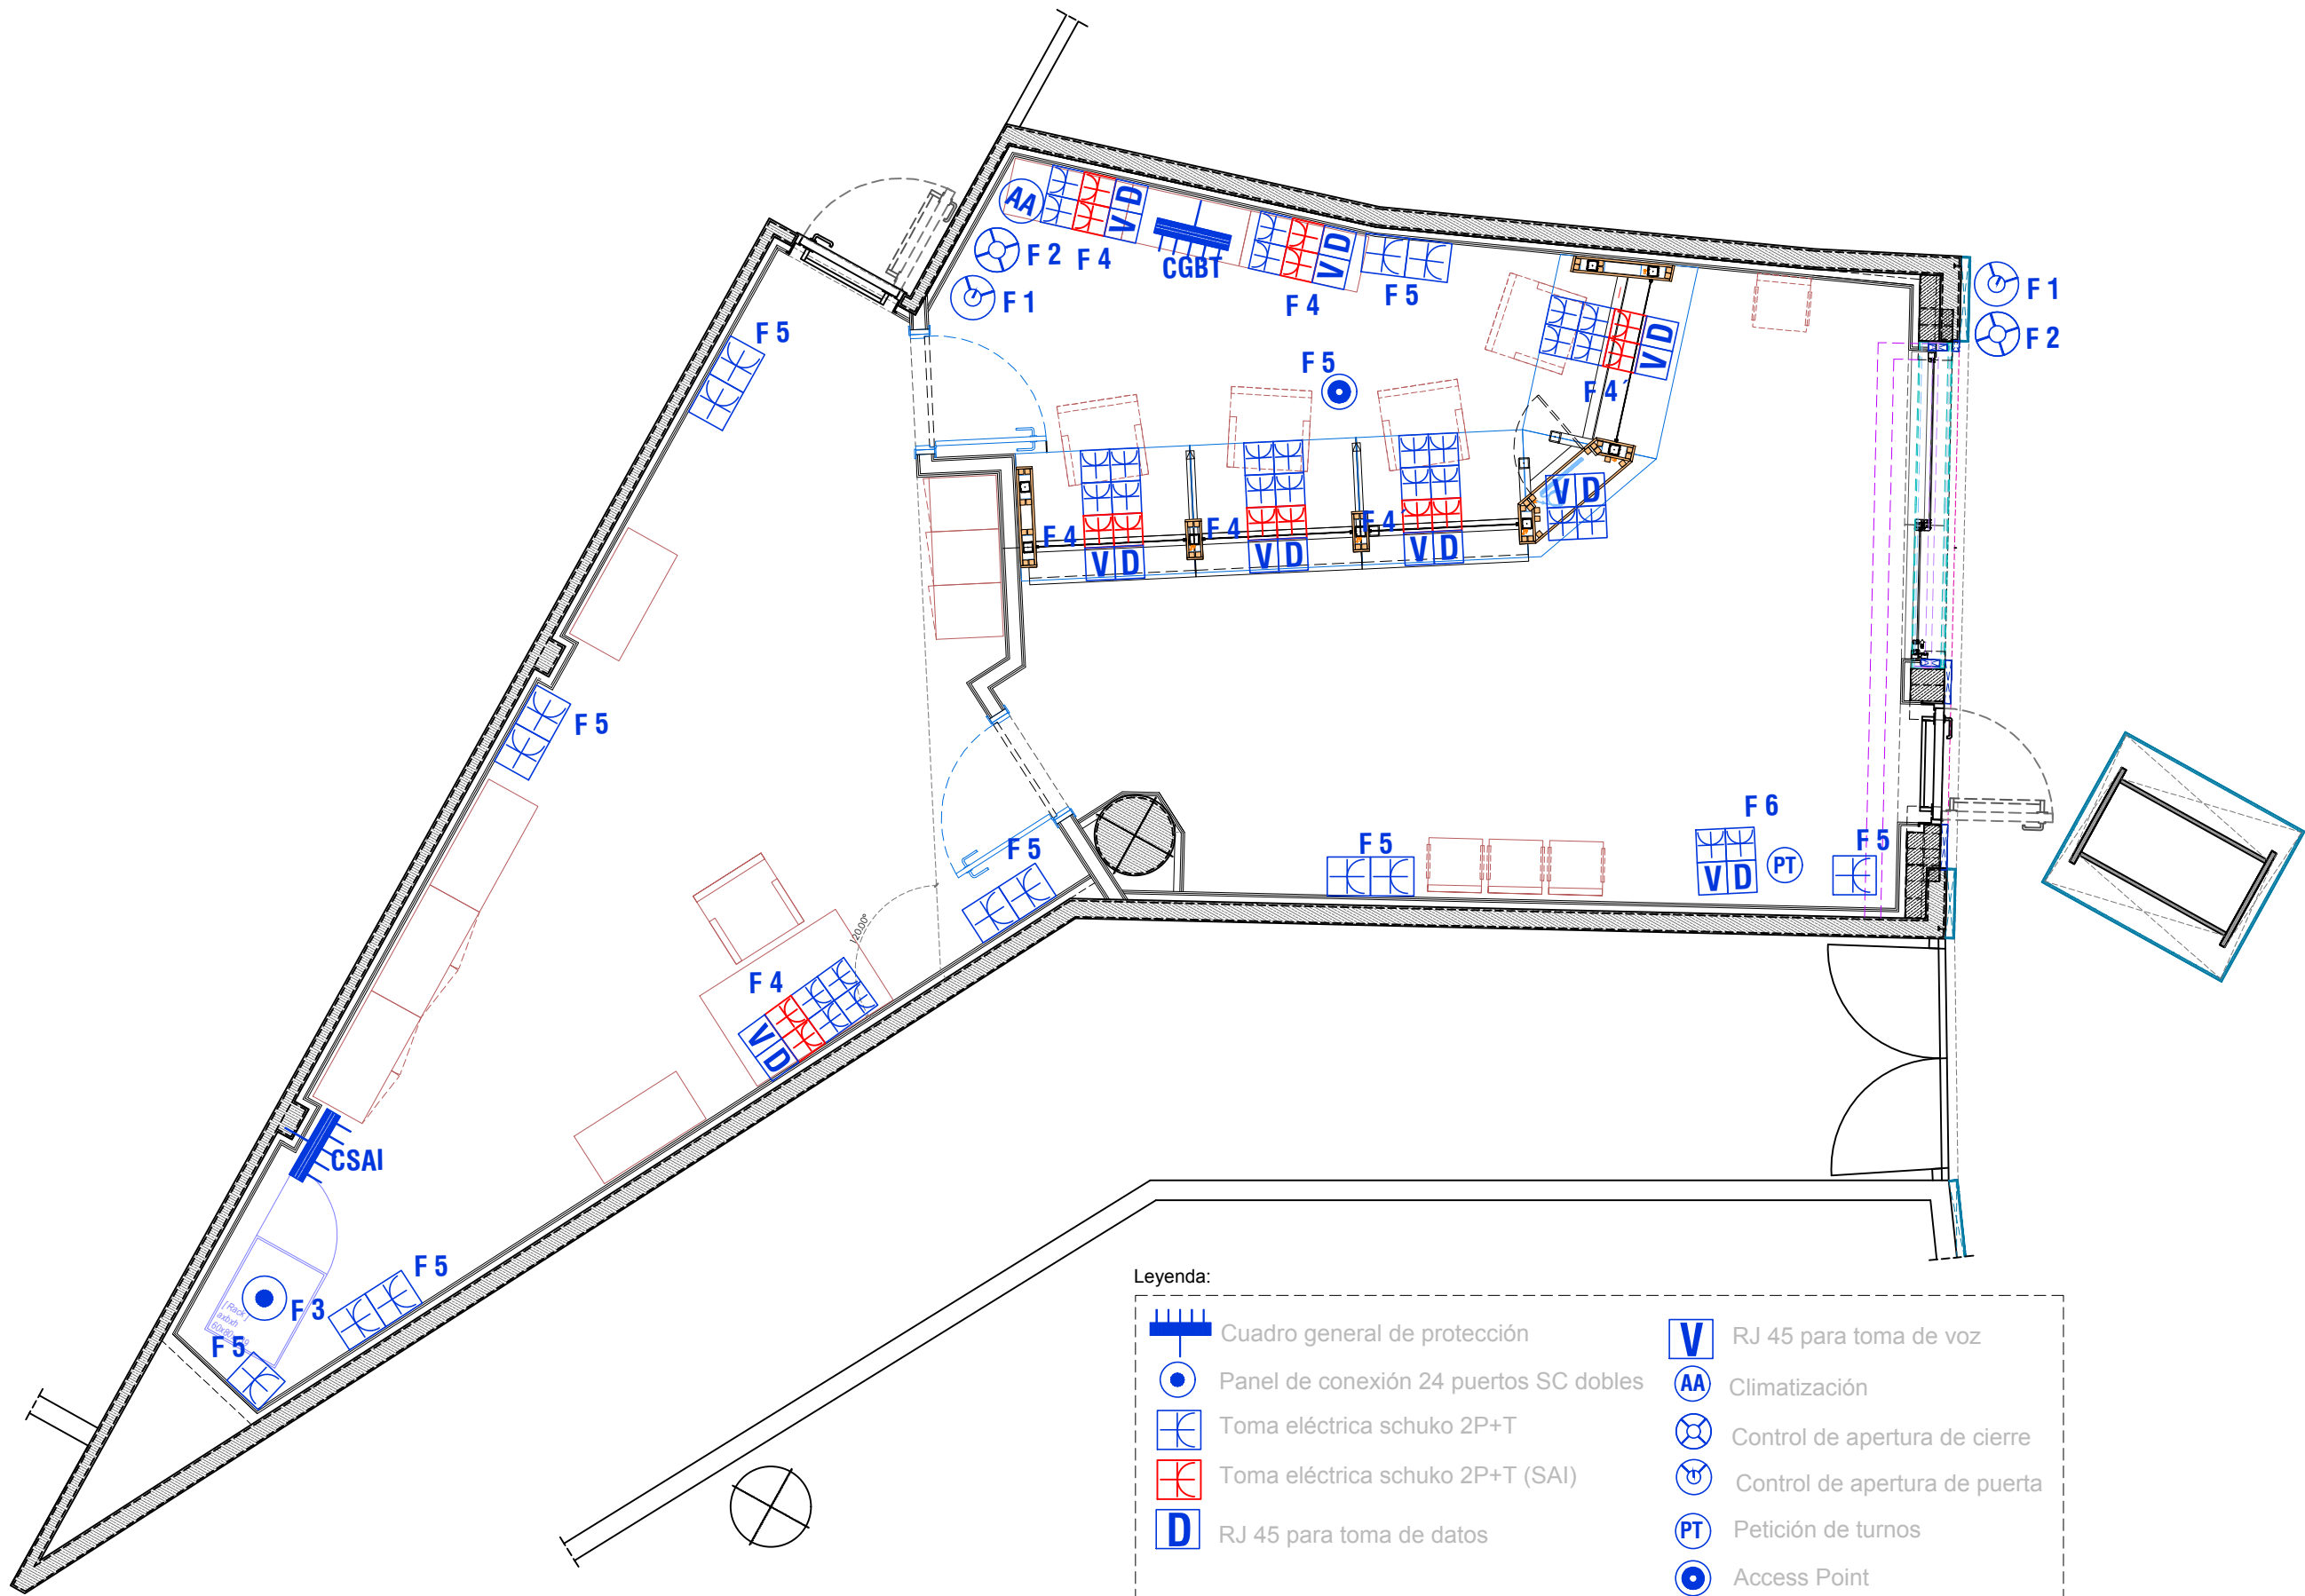 AA
V D
F 2
F 4
CGBT
V D
F 1
F 4
F 5
F 1
F 2
V D
F 4´
F 5
F 5
V D
F 4
F 4
F 4´
V D
V D
V D
F 5
F 6
F 5
F 5
F 5
V D
PT
120,00º
F 4
V D
CSAI
F 5
F 3
[ Rack ]
axbxh
F 5
Leyenda:
Cuadro general de protección
Panel de conexión 24 puertos SC dobles
Toma eléctrica schuko 2P+T
Toma eléctrica schuko 2P+T (SAI)
D RJ 45 para toma de datos
V RJ 45 para toma de voz
AA Climatización
Control de apertura de cierre
Control de apertura de puerta
PT Petición de turnos
Access Point